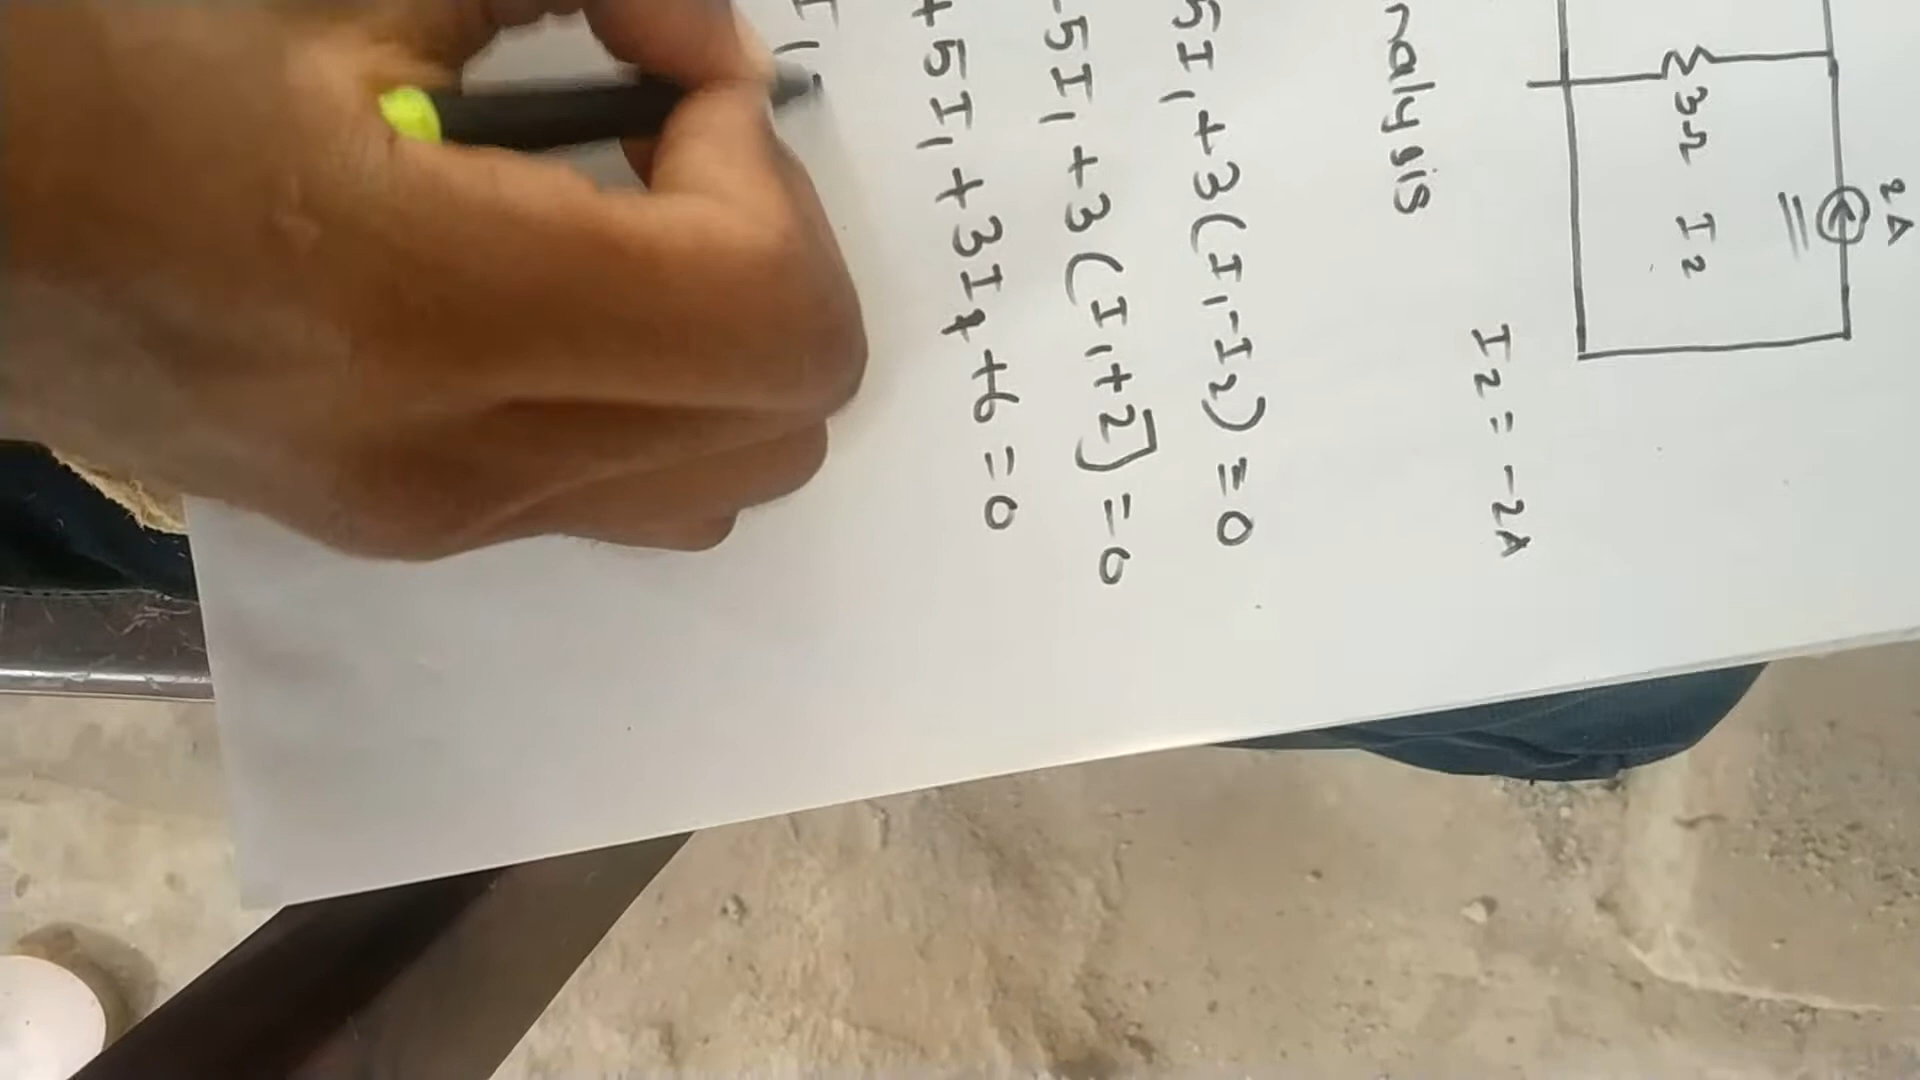 2A
3Ω I2
I2 = -2A
nalysis
5I1 + 3(I1 - I2) = 0
-5I1 + 3(I1 + 2) = 0
+5I1 + 3I1 + 6 = 0